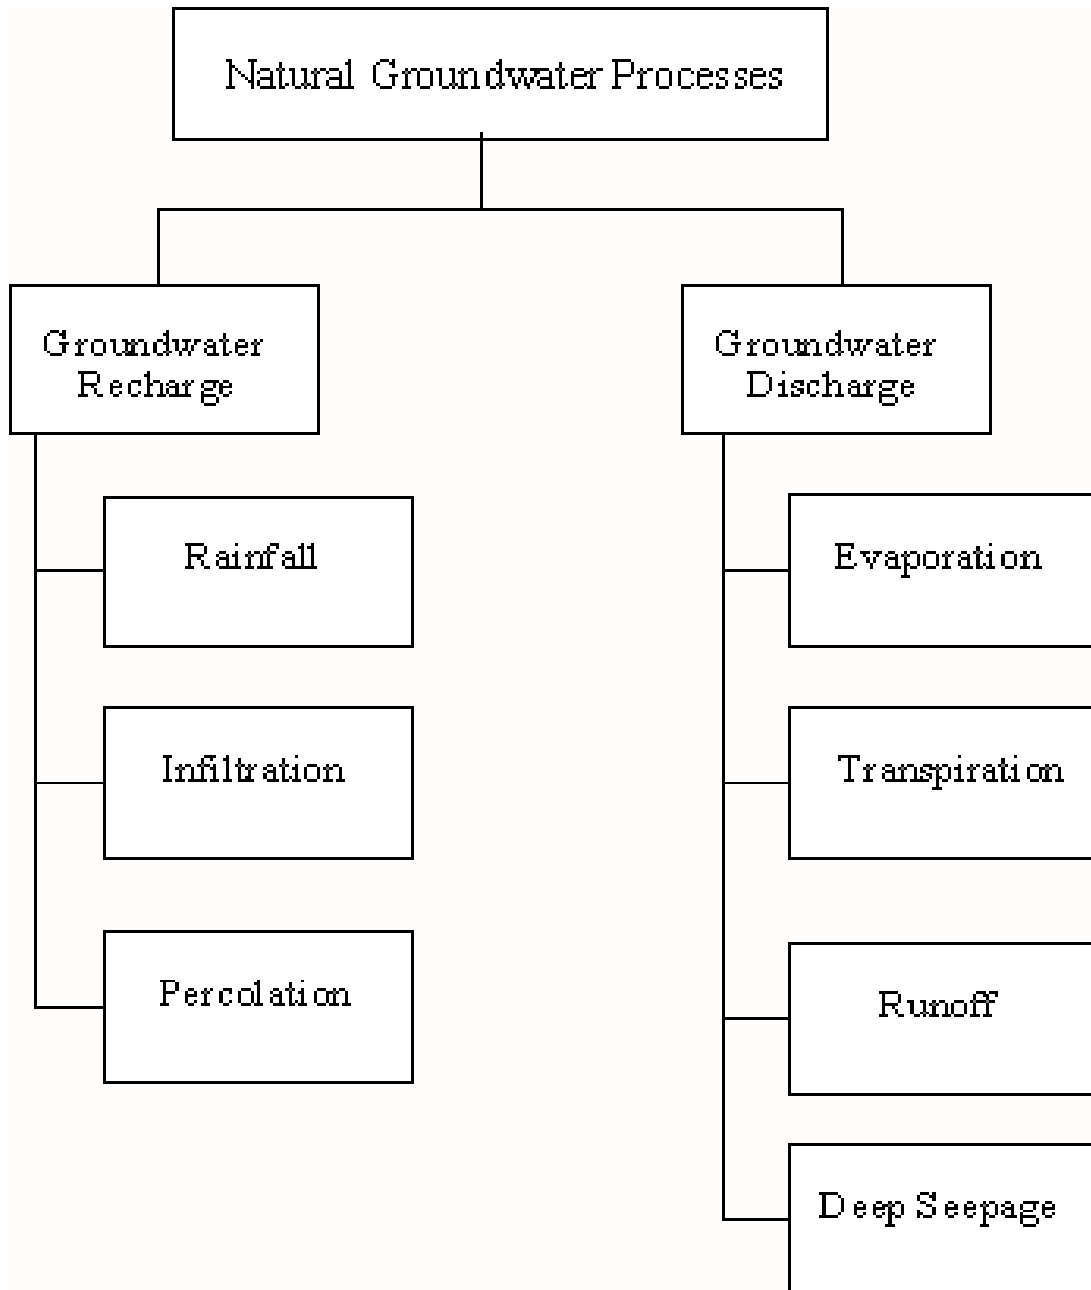 Natural Groundwater Processes
Groundwater
Recharge
Rainfall
Infiltration
Percolation
Groundwater
Discharge
Evaporation
Transpiration
Runoff
Deep Seepage